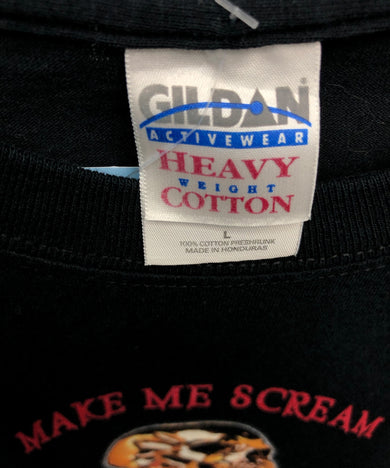 GILDAN
ACTIVEWEAR
HEAVY
WEIGHT
COTTON
L
100% COTTON PRESHRUNK
MADE IN HONDURAS
MAKE ME SCREAM